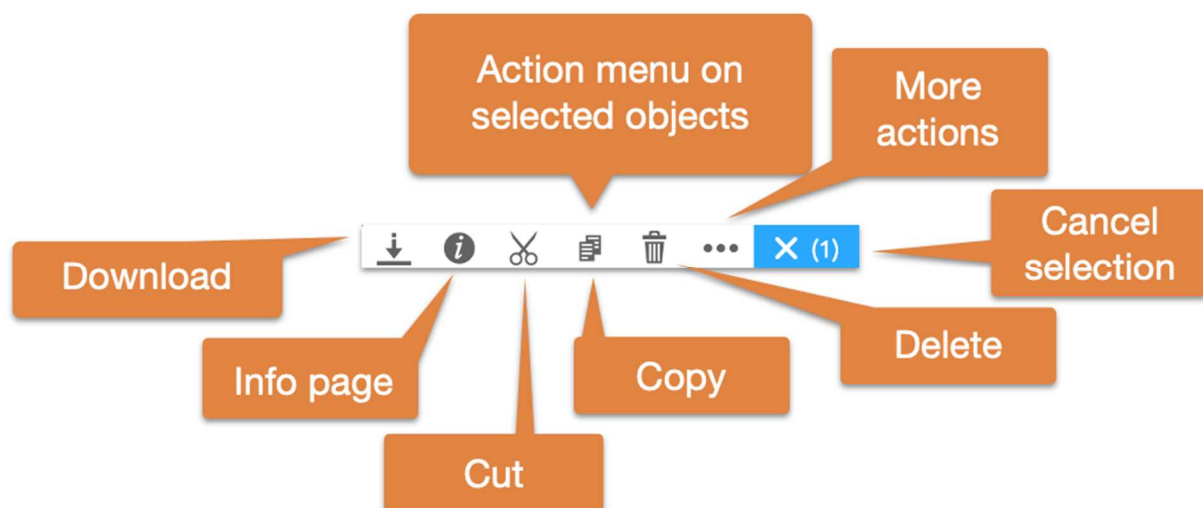 Action menu on
selected objects
More
actions
Cancel
selection
(1)
Download
Delete
Info page
Copy
Cut